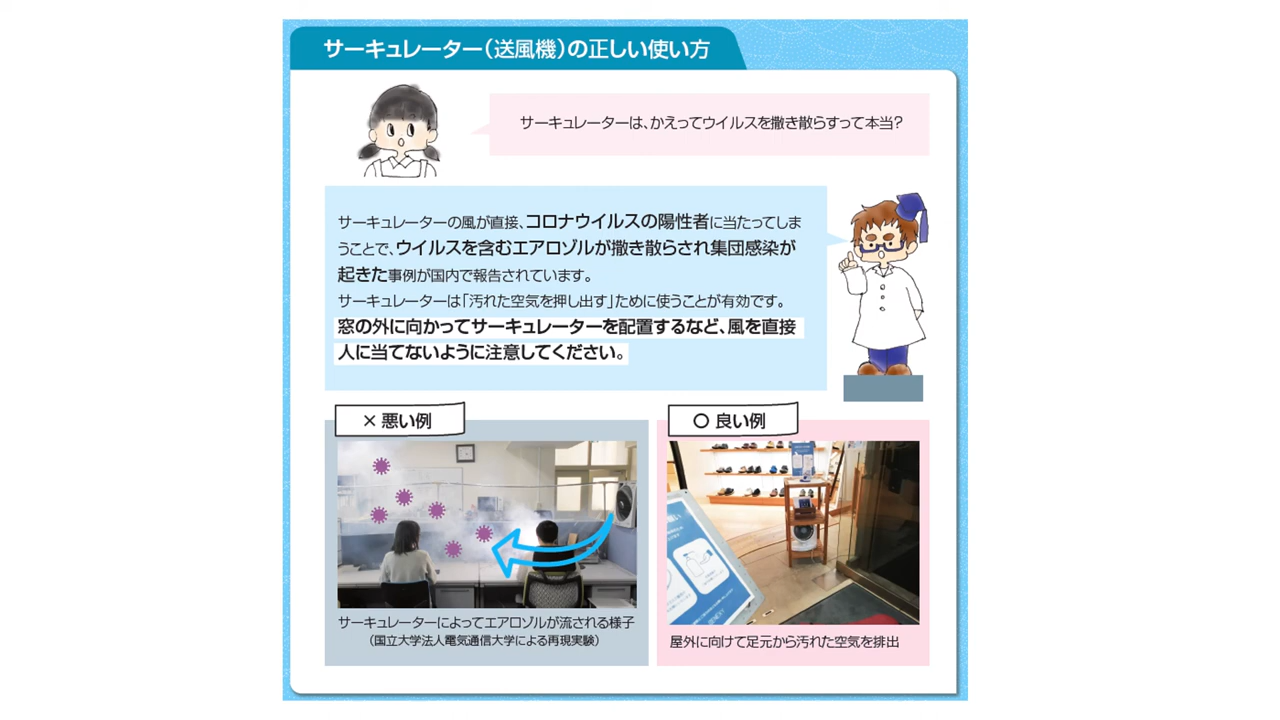 サーキュレーター(送風機)の正しい使い方
サーキュレーターは、かえってウイルスを撒き散らすって本当?
サーキュレーターの風が直接、コロナウイルスの陽性者に当たってしま
うことで、ウイルスを含むエアロゾルが撒き散らされ集団感染が
起きた事例が国内で報告されています。
サーキュレーターは「汚れた空気を押し出す」ために使うことが有効です。
窓の外に向かってサーキュレーターを配置するなど、風を直接
人に当てないように注意してください。
× 悪い例
〇 良い例
サーキュレーターによってエアロゾルが流される様子
(国立大学法人電気通信大学による再現実験)
屋外に向けて足元から汚れた空気を排出